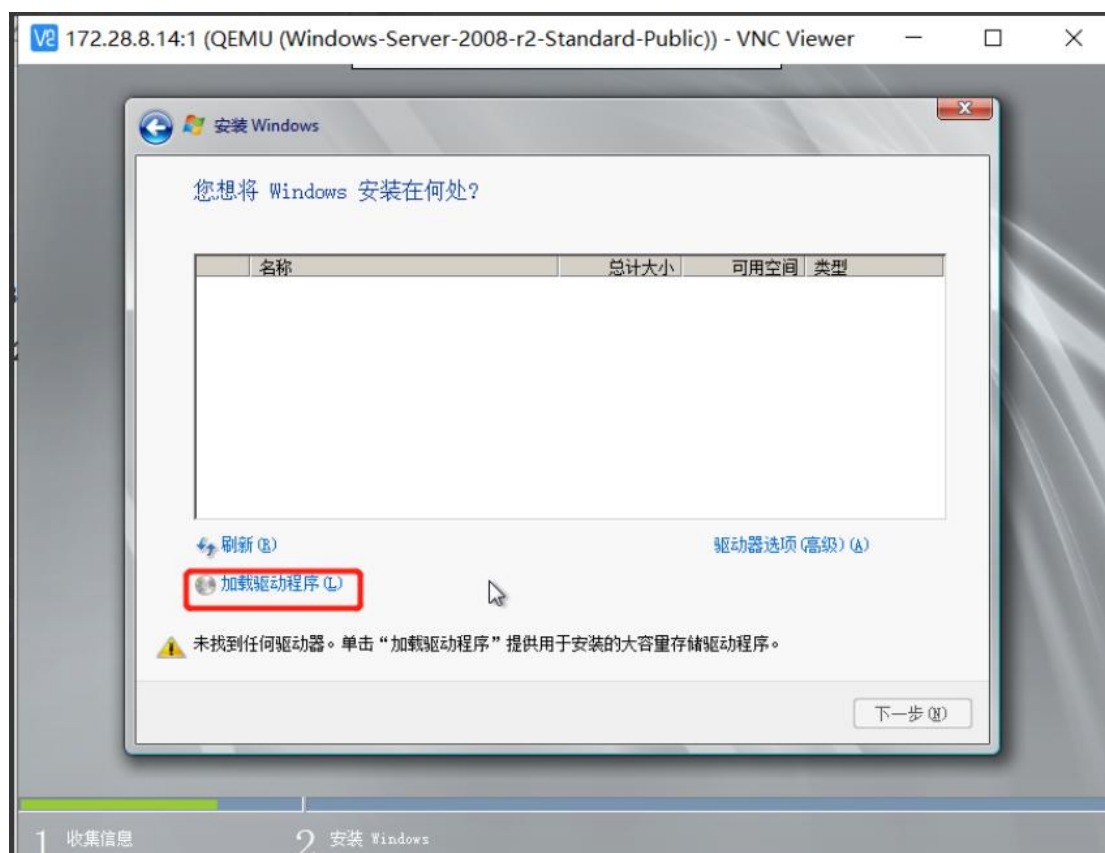 172.28.8.14:1 (QEMU (Windows-Server-2008-r2-Standard-Public)) - VNC Viewer
安装 Windows
您想将 Windows 安装在何处?
名称 总计大小 可用空间 类型
刷新(R) 驱动器选项(高级)(A)
加载驱动程序(L)
未找到任何驱动器。单击“加载驱动程序”提供用于安装的大容量存储驱动程序。
下一步(N)
1 收集信息 2 安装 Windows